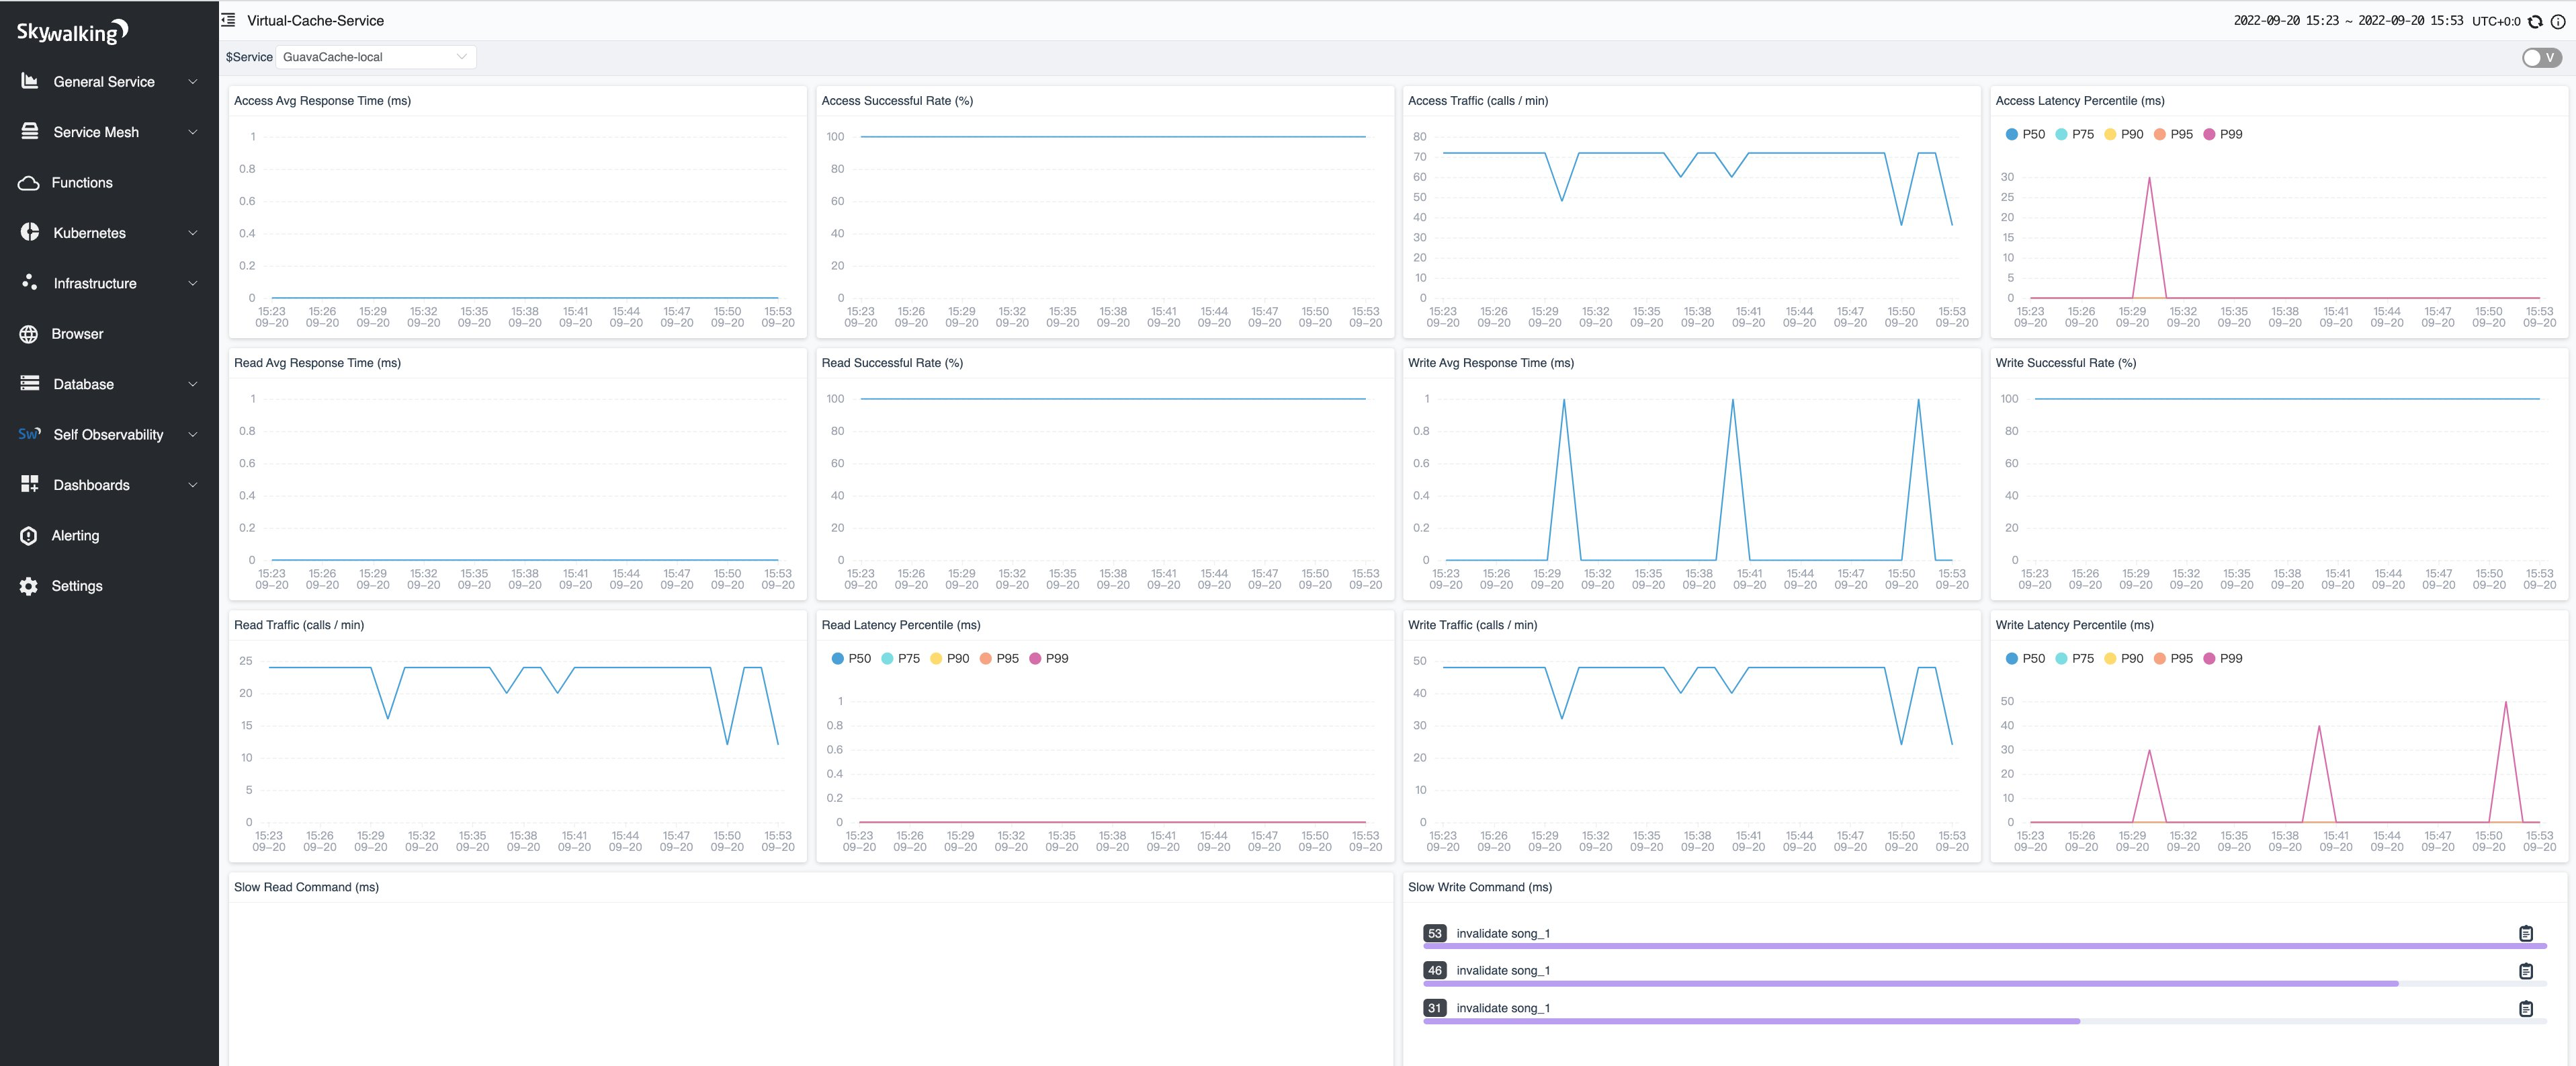 Skywalking
General Service
Service Mesh
Functions
Kubernetes
Infrastructure
Browser
Database
Sw Self Observability
Dashboards
Alerting
Settings
Virtual-Cache-Service
2022-09-20 15:23 ~ 2022-09-20 15:53 UTC+0:0
$Service GuavaCache-local
V
Access Avg Response Time (ms)
1
0.8
0.6
0.4
0.2
0
15:23 15:26 15:29 15:32 15:35 15:38 15:41 15:44 15:47 15:50 15:53
09-20 09-20 09-20 09-20 09-20 09-20 09-20 09-20 09-20 09-20 09-20
Access Successful Rate (%)
100
80
60
40
20
0
15:23 15:26 15:29 15:32 15:35 15:38 15:41 15:44 15:47 15:50 15:53
09-20 09-20 09-20 09-20 09-20 09-20 09-20 09-20 09-20 09-20 09-20
Access Traffic (calls / min)
80
70
60
50
40
30
20
10
0
15:23 15:26 15:29 15:32 15:35 15:38 15:41 15:44 15:47 15:50 15:53
09-20 09-20 09-20 09-20 09-20 09-20 09-20 09-20 09-20 09-20 09-20
Access Latency Percentile (ms)
P50 P75 P90 P95 P99
30
25
20
15
10
5
0
15:23 15:26 15:29 15:32 15:35 15:38 15:41 15:44 15:47 15:50 15:53
09-20 09-20 09-20 09-20 09-20 09-20 09-20 09-20 09-20 09-20 09-20
Read Avg Response Time (ms)
1
0.8
0.6
0.4
0.2
0
15:23 15:26 15:29 15:32 15:35 15:38 15:41 15:44 15:47 15:50 15:53
09-20 09-20 09-20 09-20 09-20 09-20 09-20 09-20 09-20 09-20 09-20
Read Successful Rate (%)
100
80
60
40
20
0
15:23 15:26 15:29 15:32 15:35 15:38 15:41 15:44 15:47 15:50 15:53
09-20 09-20 09-20 09-20 09-20 09-20 09-20 09-20 09-20 09-20 09-20
Write Avg Response Time (ms)
1
0.8
0.6
0.4
0.2
0
15:23 15:26 15:29 15:32 15:35 15:38 15:41 15:44 15:47 15:50 15:53
09-20 09-20 09-20 09-20 09-20 09-20 09-20 09-20 09-20 09-20 09-20
Write Successful Rate (%)
100
80
60
40
20
0
15:23 15:26 15:29 15:32 15:35 15:38 15:41 15:44 15:47 15:50 15:53
09-20 09-20 09-20 09-20 09-20 09-20 09-20 09-20 09-20 09-20 09-20
Read Traffic (calls / min)
25
20
15
10
5
0
15:23 15:26 15:29 15:32 15:35 15:38 15:41 15:44 15:47 15:50 15:53
09-20 09-20 09-20 09-20 09-20 09-20 09-20 09-20 09-20 09-20 09-20
Read Latency Percentile (ms)
P50 P75 P90 P95 P99
1
0.8
0.6
0.4
0.2
0
15:23 15:26 15:29 15:32 15:35 15:38 15:41 15:44 15:47 15:50 15:53
09-20 09-20 09-20 09-20 09-20 09-20 09-20 09-20 09-20 09-20 09-20
Write Traffic (calls / min)
50
40
30
20
10
0
15:23 15:26 15:29 15:32 15:35 15:38 15:41 15:44 15:47 15:50 15:53
09-20 09-20 09-20 09-20 09-20 09-20 09-20 09-20 09-20 09-20 09-20
Write Latency Percentile (ms)
P50 P75 P90 P95 P99
50
40
30
20
10
0
15:23 15:26 15:29 15:32 15:35 15:38 15:41 15:44 15:47 15:50 15:53
09-20 09-20 09-20 09-20 09-20 09-20 09-20 09-20 09-20 09-20 09-20
Slow Read Command (ms)
Slow Write Command (ms)
53 invalidate song_1
46 invalidate song_1
31 invalidate song_1